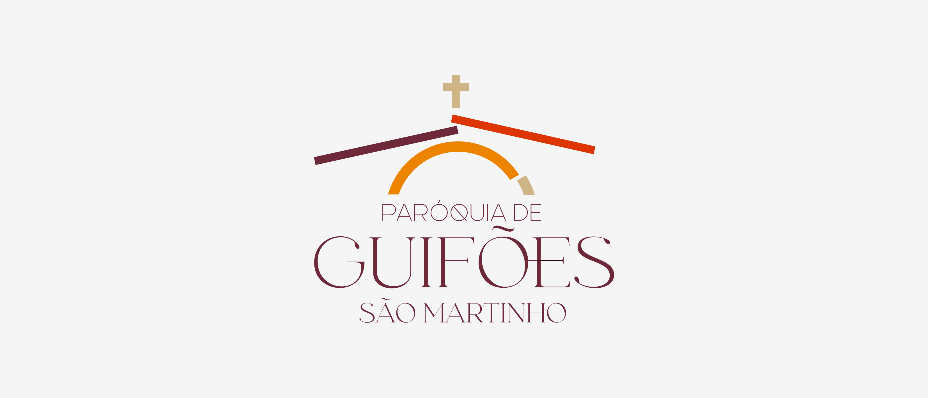 PARÓQUIA DE
GUIFÕES
SÃO MARTINHO